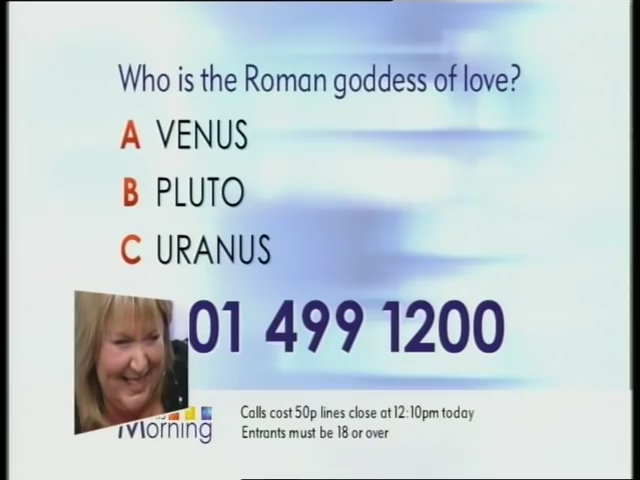 Who is the Roman goddess of love?
A VENUS
B PLUTO
C URANUS
01 499 1200
Morning
Calls cost 50p lines close at 12:10pm today
Entrants must be 18 or over